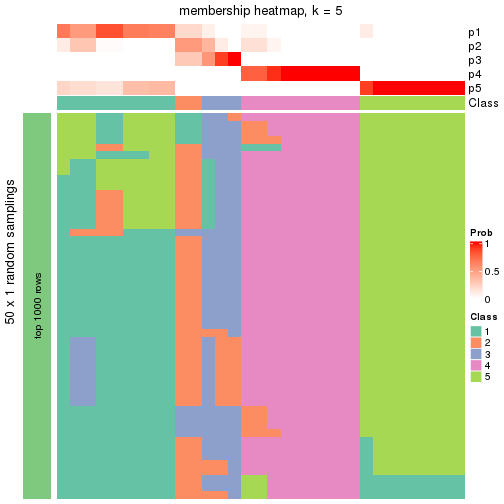 membership heatmap, k = 5
p1
p2
p3
p4
p5
Class
50 x 1 random samplings
top 1000 rows
Prob
1
0.5
0
Class
1
2
3
4
5